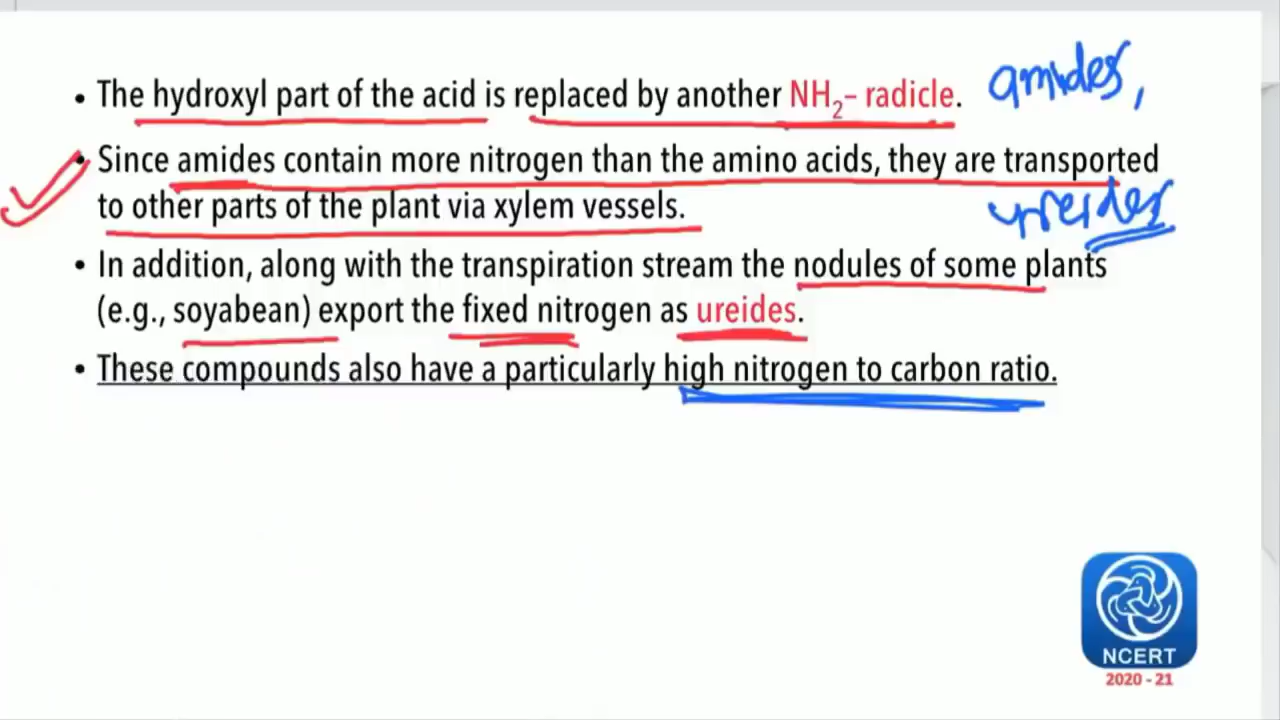 • The hydroxyl part of the acid is replaced by another NH₂– radicle.
amides,
• Since amides contain more nitrogen than the amino acids, they are transported
to other parts of the plant via xylem vessels.
ureides
• In addition, along with the transpiration stream the nodules of some plants
(e.g., soyabean) export the fixed nitrogen as ureides.
• These compounds also have a particularly high nitrogen to carbon ratio.
NCERT
2020 - 21